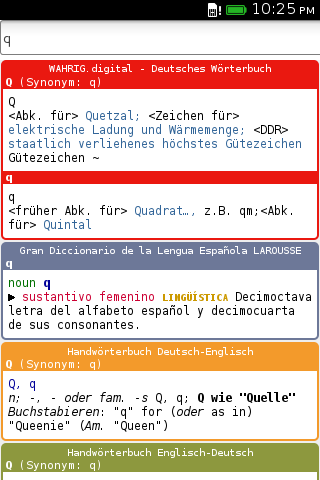 10:25 PM
q
WAHRIG.digital - Deutsches Wörterbuch
Q (Synonym: q)
Q
<Abk. für> Quetzal; <Zeichen für>
elektrische Ladung und Wärmemenge; <DDR>
staatlich verliehenes höchstes Gütezeichen
Gütezeichen ~
q
q
<früher Abk. für> Quadrat…, z.B. qm;<Abk.
für> Quintal
Gran Diccionario de la Lengua Española LAROUSSE
q
noun q
► sustantivo femenino LINGÜÍSTICA Decimoctava
letra del alfabeto español y decimocuarta
de sus consonantes.
Handwörterbuch Deutsch-Englisch
Q (Synonym: q)
Q, q
n; -, - oder fam. -s Q, q; Q wie "Quelle"
Buchstabieren: "q" for (oder as in)
"Queenie" (Am. "Queen")
Handwörterbuch Englisch-Deutsch
Q (Synonym: q)